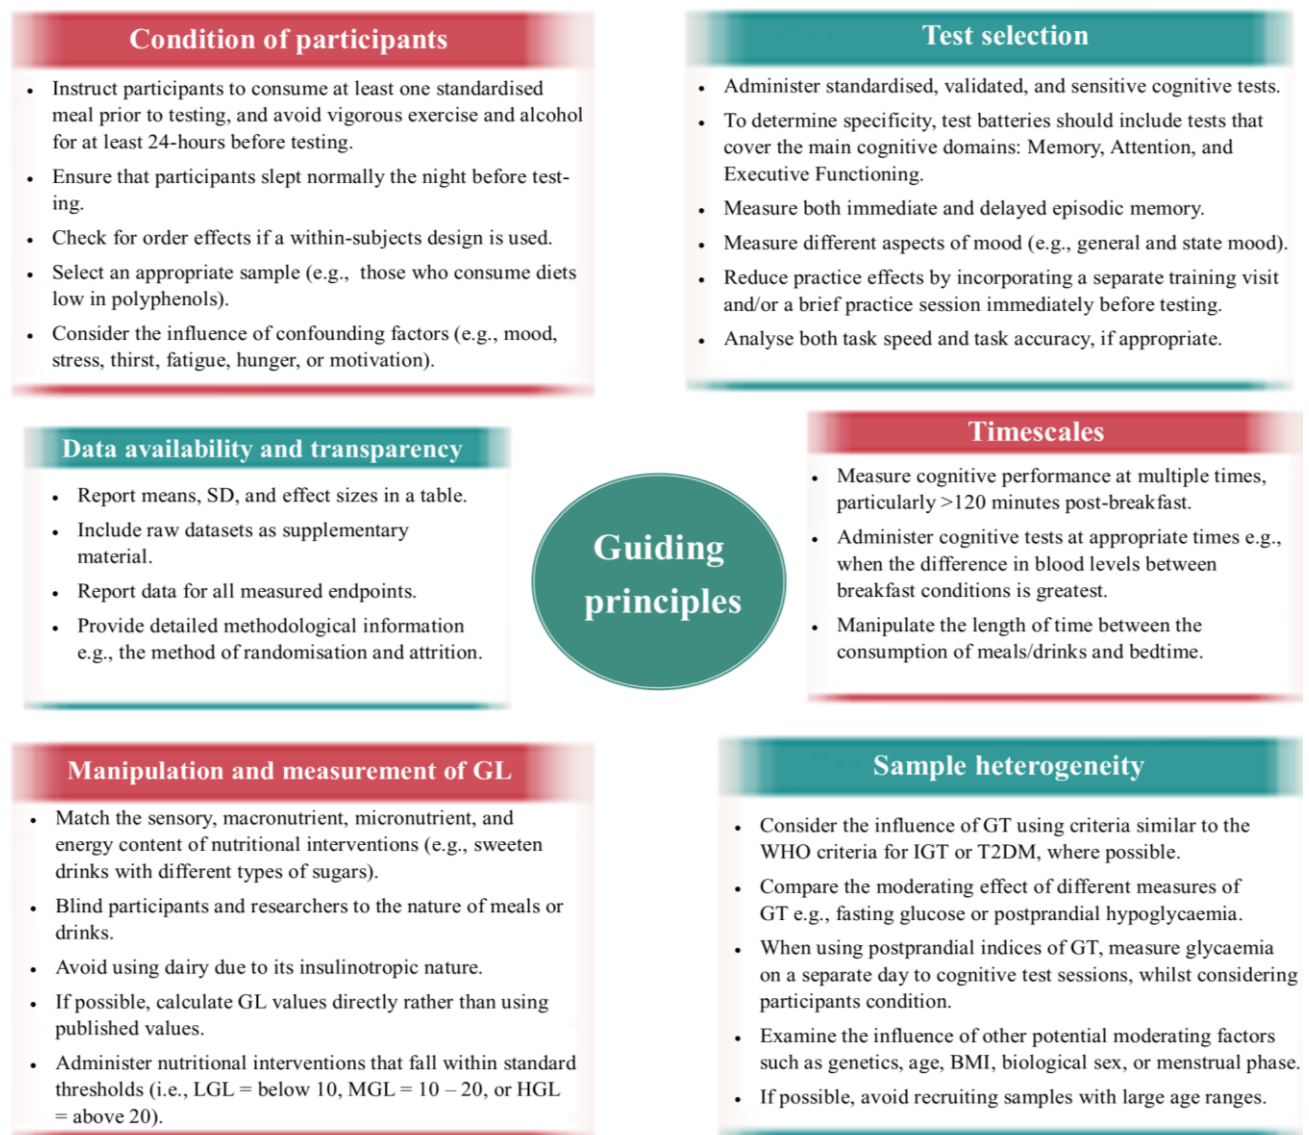 Condition of participants
• Instruct participants to consume at least one standardised
meal prior to testing, and avoid vigorous exercise and alcohol
for at least 24-hours before testing.
• Ensure that participants slept normally the night before test-
ing.
• Check for order effects if a within-subjects design is used.
• Select an appropriate sample (e.g., those who consume diets
low in polyphenols).
• Consider the influence of confounding factors (e.g., mood,
stress, thirst, fatigue, hunger, or motivation).
Test selection
• Administer standardised, validated, and sensitive cognitive tests.
• To determine specificity, test batteries should include tests that
cover the main cognitive domains: Memory, Attention, and
Executive Functioning.
• Measure both immediate and delayed episodic memory.
• Measure different aspects of mood (e.g., general and state mood).
• Reduce practice effects by incorporating a separate training visit
and/or a brief practice session immediately before testing.
• Analyse both task speed and task accuracy, if appropriate.
Data availability and transparency
• Report means, SD, and effect sizes in a table.
• Include raw datasets as supplementary
material.
• Report data for all measured endpoints.
• Provide detailed methodological information
e.g., the method of randomisation and attrition.
Guiding
principles
Timescales
• Measure cognitive performance at multiple times,
particularly >120 minutes post-breakfast.
• Administer cognitive tests at appropriate times e.g.,
when the difference in blood levels between
breakfast conditions is greatest.
• Manipulate the length of time between the
consumption of meals/drinks and bedtime.
Manipulation and measurement of GL
• Match the sensory, macronutrient, micronutrient, and
energy content of nutritional interventions (e.g., sweeten
drinks with different types of sugars).
• Blind participants and researchers to the nature of meals or
drinks.
• Avoid using dairy due to its insulinotropic nature.
• If possible, calculate GL values directly rather than using
published values.
• Administer nutritional interventions that fall within standard
thresholds (i.e., LGL = below 10, MGL = 10 – 20, or HGL
= above 20).
Sample heterogeneity
• Consider the influence of GT using criteria similar to the
WHO criteria for IGT or T2DM, where possible.
• Compare the moderating effect of different measures of
GT e.g., fasting glucose or postprandial hypoglycaemia.
• When using postprandial indices of GT, measure glycaemia
on a separate day to cognitive test sessions, whilst considering
participants condition.
• Examine the influence of other potential moderating factors
such as genetics, age, BMI, biological sex, or menstrual phase.
• If possible, avoid recruiting samples with large age ranges.